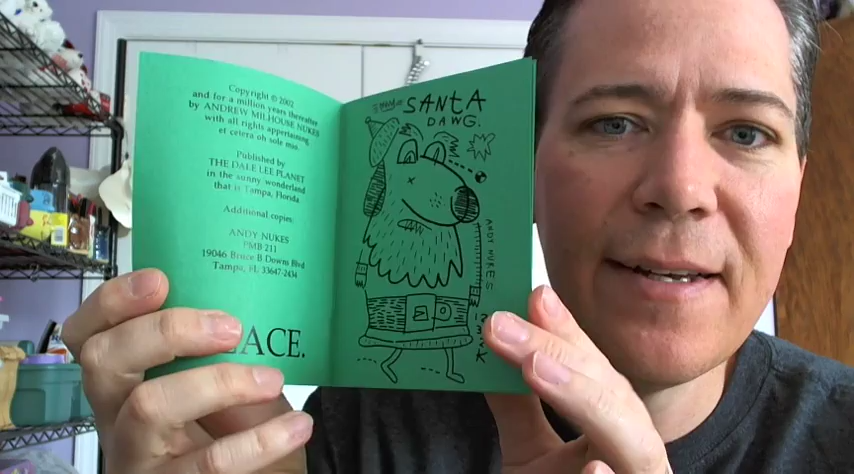 Copyright © 2002
and for a million years thereafter
by ANDREW MILHOUSE NUKES
with all rights appertaining
et cetera oh sole mio.
Published by
THE DALE LEE PLANET
in the sunny wonderland
that is Tampa, Florida
Additional copies:
ANDY NUKES
PMB-211
19046 Bruce B Downs Blvd
Tampa, FL 33647-2434
ACE.
SANTA
DAWG.
ANDY NUKES